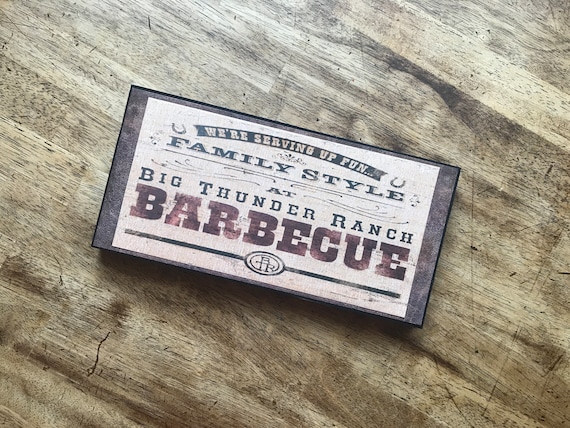 WE'RE SERVING UP FUN...
FAMILY STYLE
AT
BIG THUNDER RANCH
BARBECUE